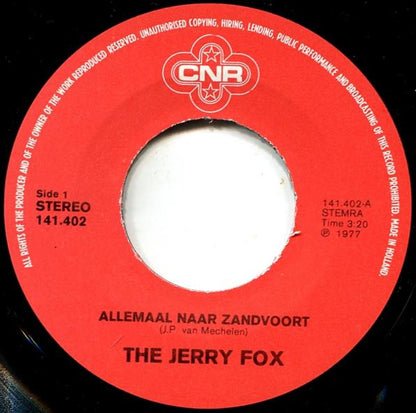 ALL RIGHTS OF THE PRODUCER AND OF THE OWNER OF THE WORK REPRODUCED RESERVED. UNAUTHORISED COPYING, HIRING, LENDING, PUBLIC PERFORMANCE AND BROADCASTING OF THIS RECORD PROHIBITED. MADE IN HOLLAND.
CNR
Side 1
STEREO
141.402
141.402-A
STEMRA
Time 3:20
Ⓟ 1977
ALLEMAAL NAAR ZANDVOORT
(J.P. van Mechelen)
THE JERRY FOX